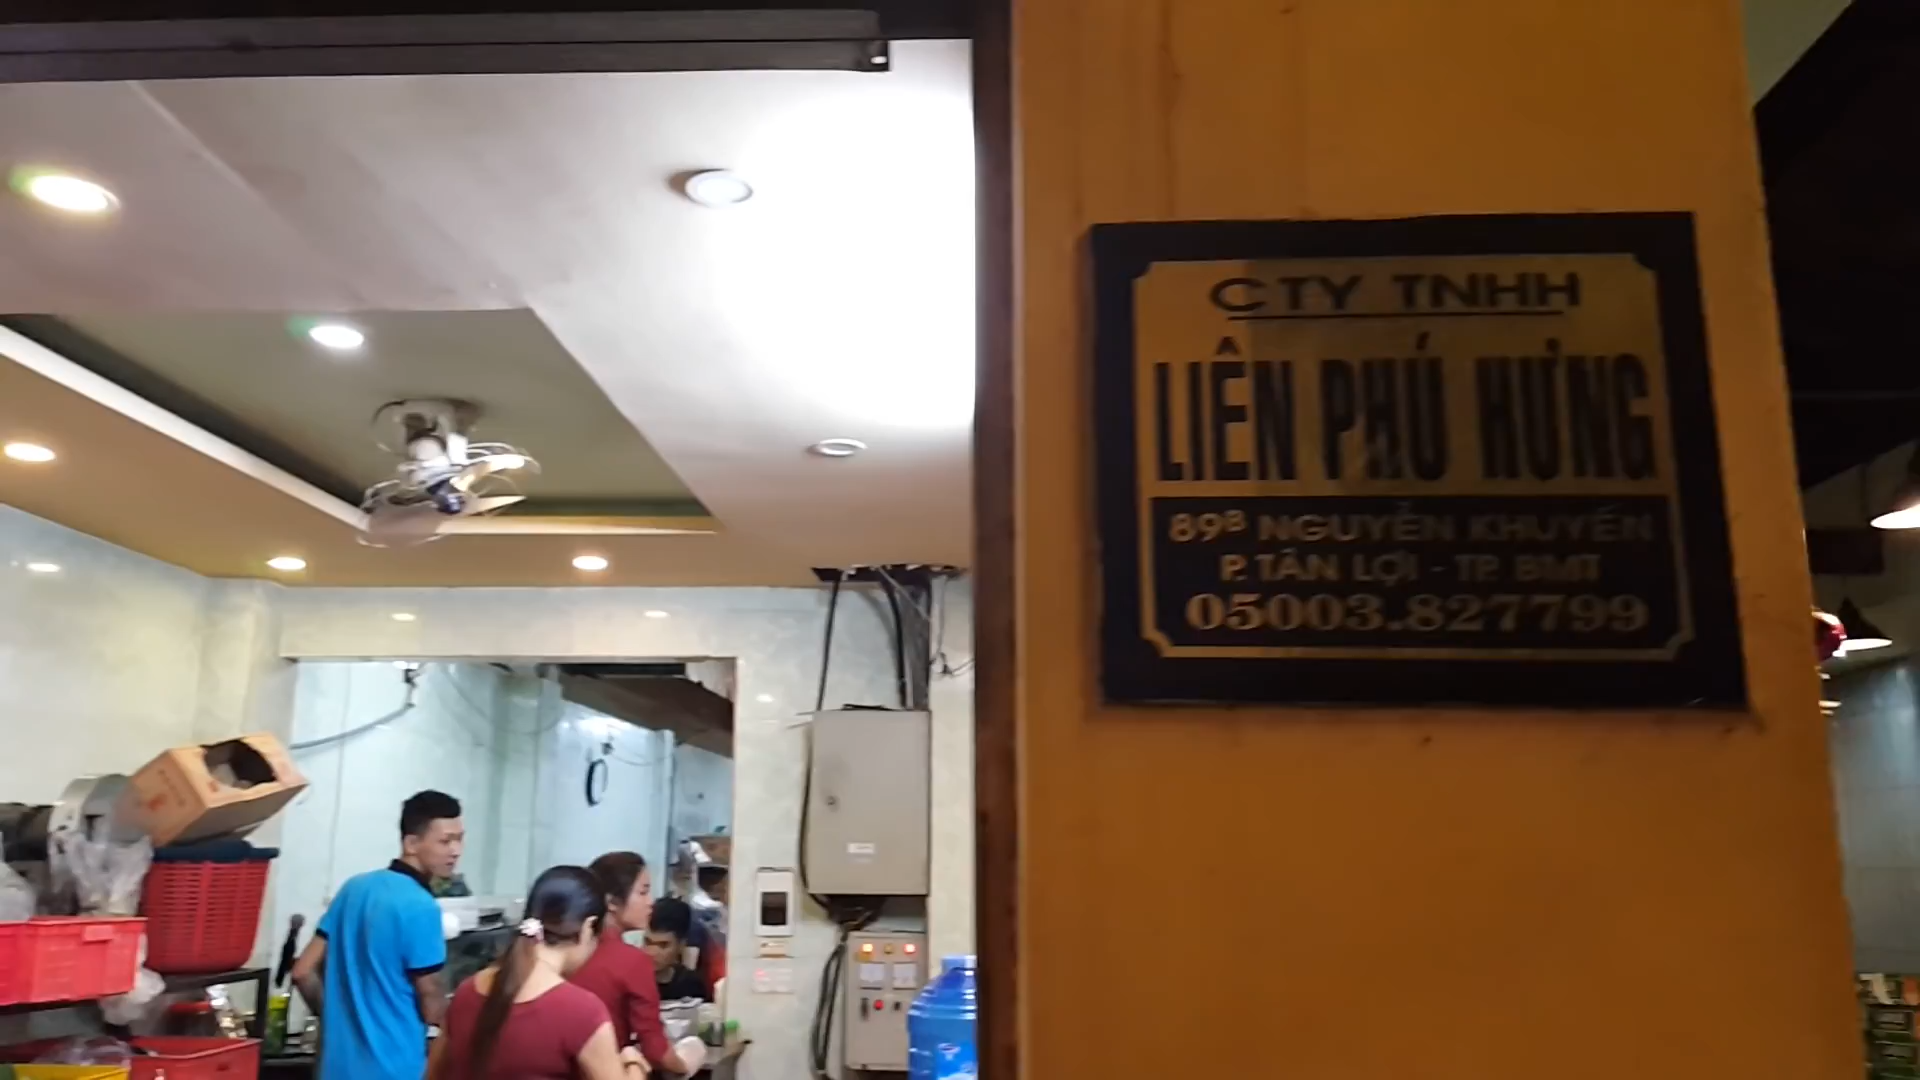 CTY TNHH
LIÊN PHÚ HƯNG
89B NGUYỄN KHUYẾN
P. TÂN LỢI - TP. BMT
05003.827799